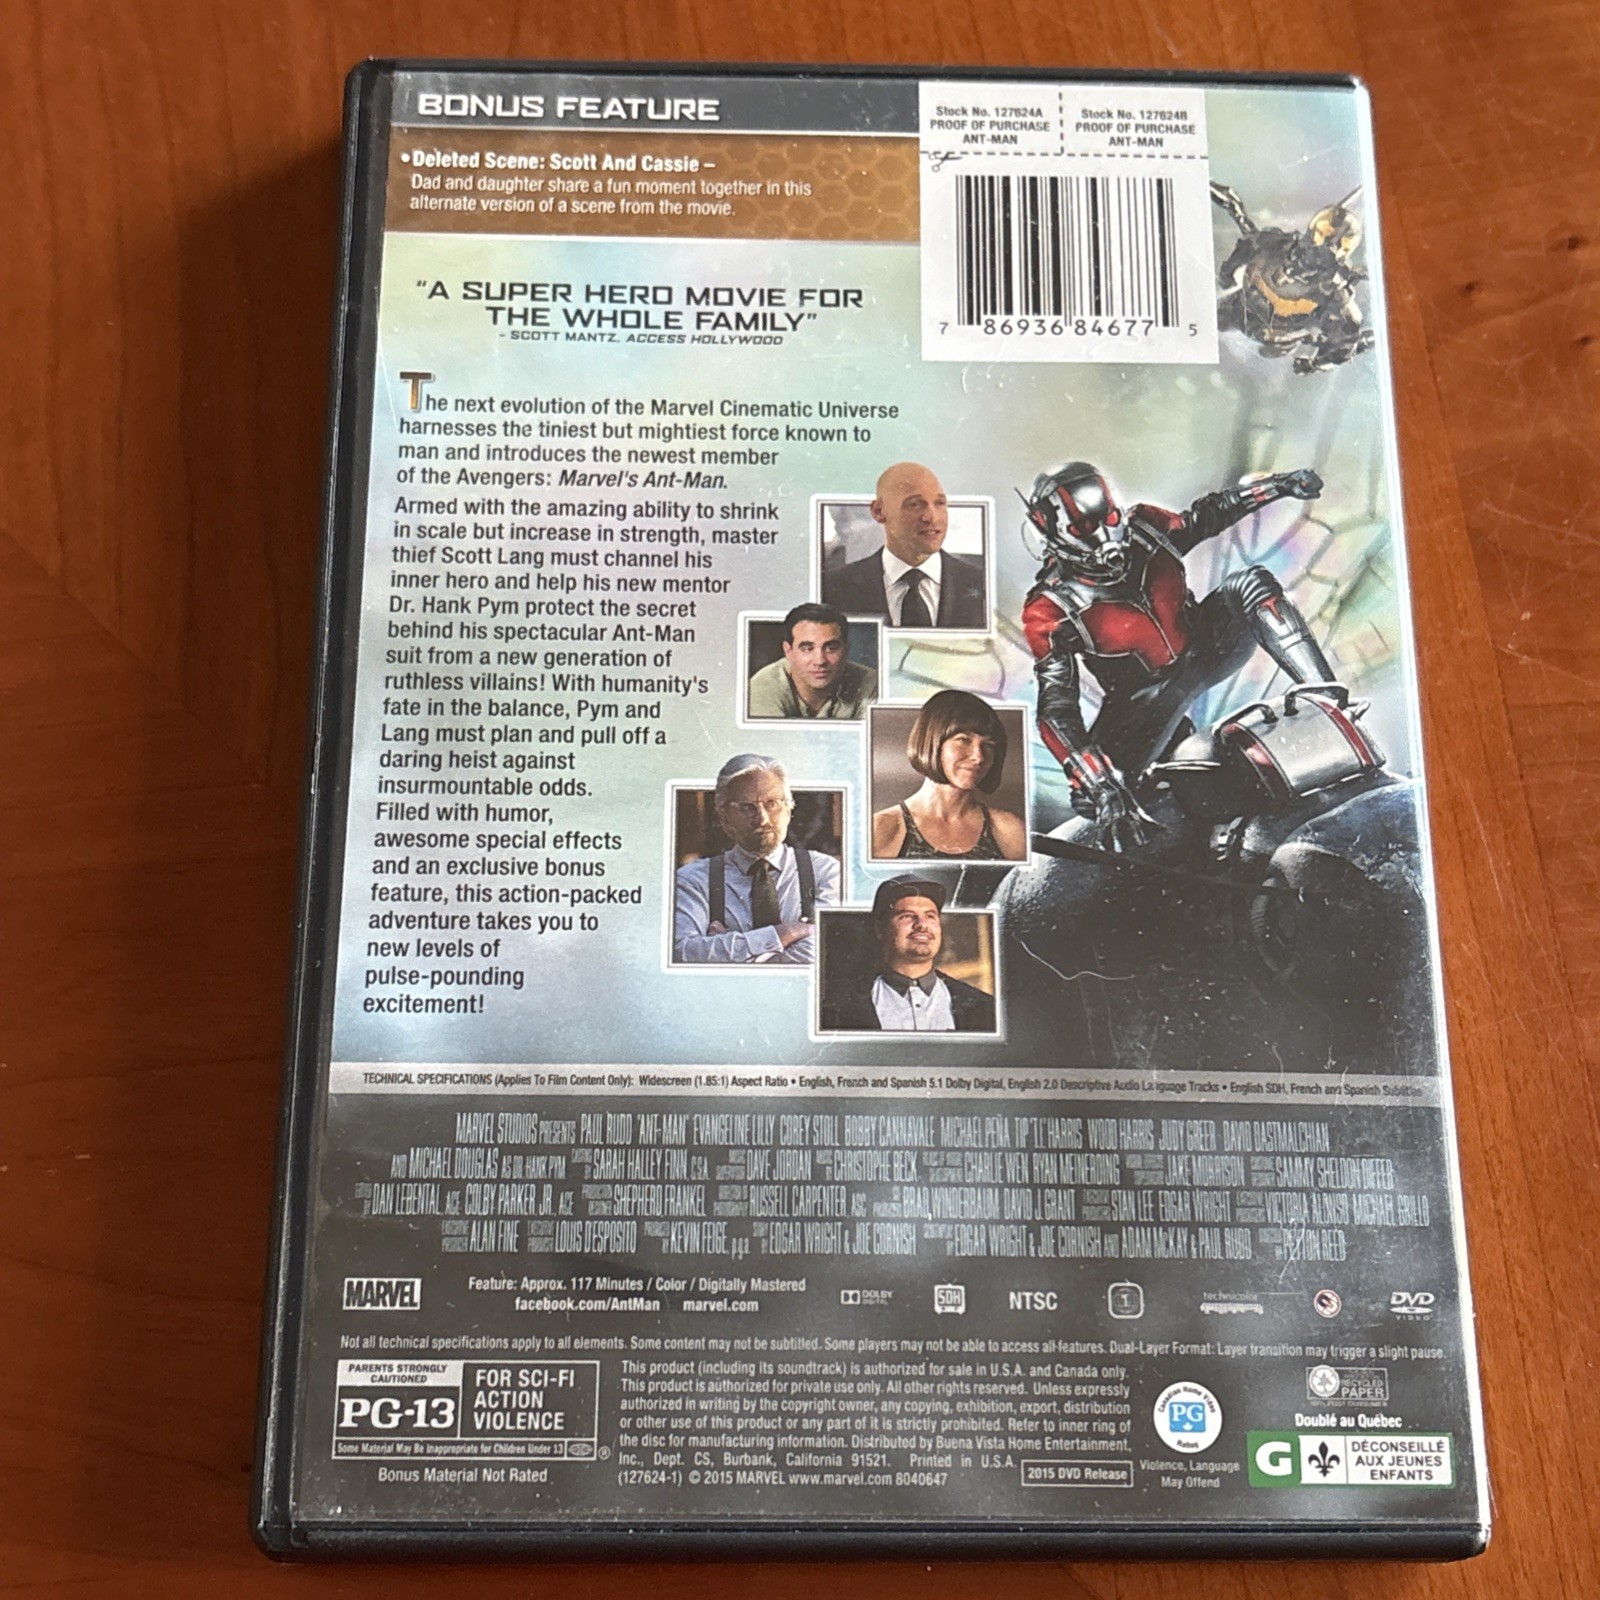 BONUS FEATURE
•Deleted Scene: Scott And Cassie –
Dad and daughter share a fun moment together in this
alternate version of a scene from the movie.
Stock No. 127624A
PROOF OF PURCHASE
ANT-MAN
Stock No. 127624B
PROOF OF PURCHASE
ANT-MAN
7 86936 84677 5
"A SUPER HERO MOVIE FOR
THE WHOLE FAMILY"
- SCOTT MANTZ, ACCESS HOLLYWOOD
The next evolution of the Marvel Cinematic Universe
harnesses the tiniest but mightiest force known to
man and introduces the newest member
of the Avengers: Marvel's Ant-Man.
Armed with the amazing ability to shrink
in scale but increase in strength, master
thief Scott Lang must channel his
inner hero and help his new mentor
Dr. Hank Pym protect the secret
behind his spectacular Ant-Man
suit from a new generation of
ruthless villains! With humanity's
fate in the balance, Pym and
Lang must plan and pull off a
daring heist against
insurmountable odds.
Filled with humor,
awesome special effects
and an exclusive bonus
feature, this action-packed
adventure takes you to
new levels of
pulse-pounding
excitement!
TECHNICAL SPECIFICATIONS (Applies To Film Content Only): Widescreen (1.85:1) Aspect Ratio • English, French and Spanish 5.1 Dolby Digital, English 2.0 Descriptive Audio Language Tracks • English SDH, French and Spanish Subtitles
MARVEL STUDIOS PRESENTS PAUL RUDD "ANT-MAN" EVANGELINE LILLY COREY STOLL BOBBY CANNAVALE MICHAEL PEÑA TIP "T.I." HARRIS WOOD HARRIS JUDY GREER DAVID DASTMALCHIAN
AND MICHAEL DOUGLAS AS DR. HANK PYM SARAH HALLEY FINN, C.S.A. DAVE JORDAN CHRISTOPHE BECK CHARLIE WEN RYAN MEINERDING JAKE MORRISON SAMMY SHELDON DIFFER
DAN LEBENTAL, ACE COLBY PARKER, JR., ACE SHEPHERD FRANKEL RUSSELL CARPENTER, ASC BRAD WINDERBAUM DAVID J. GRANT STAN LEE EDGAR WRIGHT VICTORIA ALONSO MICHAEL GRILLO
ALAN FINE LOUIS D'ESPOSITO KEVIN FEIGE, p.g.a. EDGAR WRIGHT & JOE CORNISH EDGAR WRIGHT & JOE CORNISH AND ADAM McKAY & PAUL RUDD PEYTON REED
MARVEL
Feature: Approx. 117 Minutes / Color / Digitally Mastered
facebook.com/AntMan marvel.com
DOLBY
DIGITAL
SDH
NTSC
1
technicolor
DVD
VIDEO
Not all technical specifications apply to all elements. Some content may not be subtitled. Some players may not be able to access all features. Dual-Layer Format: Layer transition may trigger a slight pause.
PARENTS STRONGLY
CAUTIONED
PG-13
FOR SCI-FI
ACTION
VIOLENCE
Some Material May Be Inappropriate for Children Under 13
®
Bonus Material Not Rated
This product (including its soundtrack) is authorized for sale in U.S.A. and Canada only.
This product is authorized for private use only. All other rights reserved. Unless expressly
authorized in writing by the copyright owner, any copying, exhibition, export, distribution
or other use of this product or any part of it is strictly prohibited. Refer to inner ring of
the disc for manufacturing information. Distributed by Buena Vista Home Entertainment,
Inc., Dept. CS, Burbank, California 91521. Printed in U.S.A.
(127624-1) © 2015 MARVEL www.marvel.com 8040647
2015 DVD Release
Canadian Home Video
PG
Rated
Violence, Language
May Offend
RECYCLED
PAPER
Doublé au Québec
G
DÉCONSEILLÉ
AUX JEUNES
ENFANTS